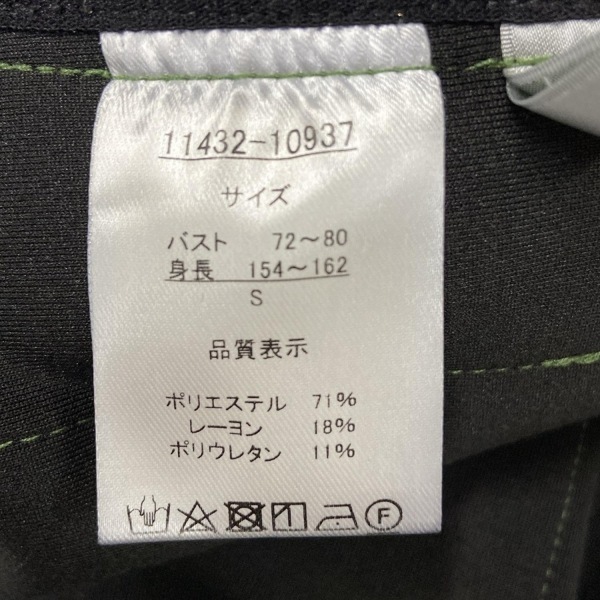 11432-10937
サイズ
バスト 72~80
身長 154~162
S
品質表示
ポリエステル 71%
レーヨン 18%
ポリウレタン 11%
F